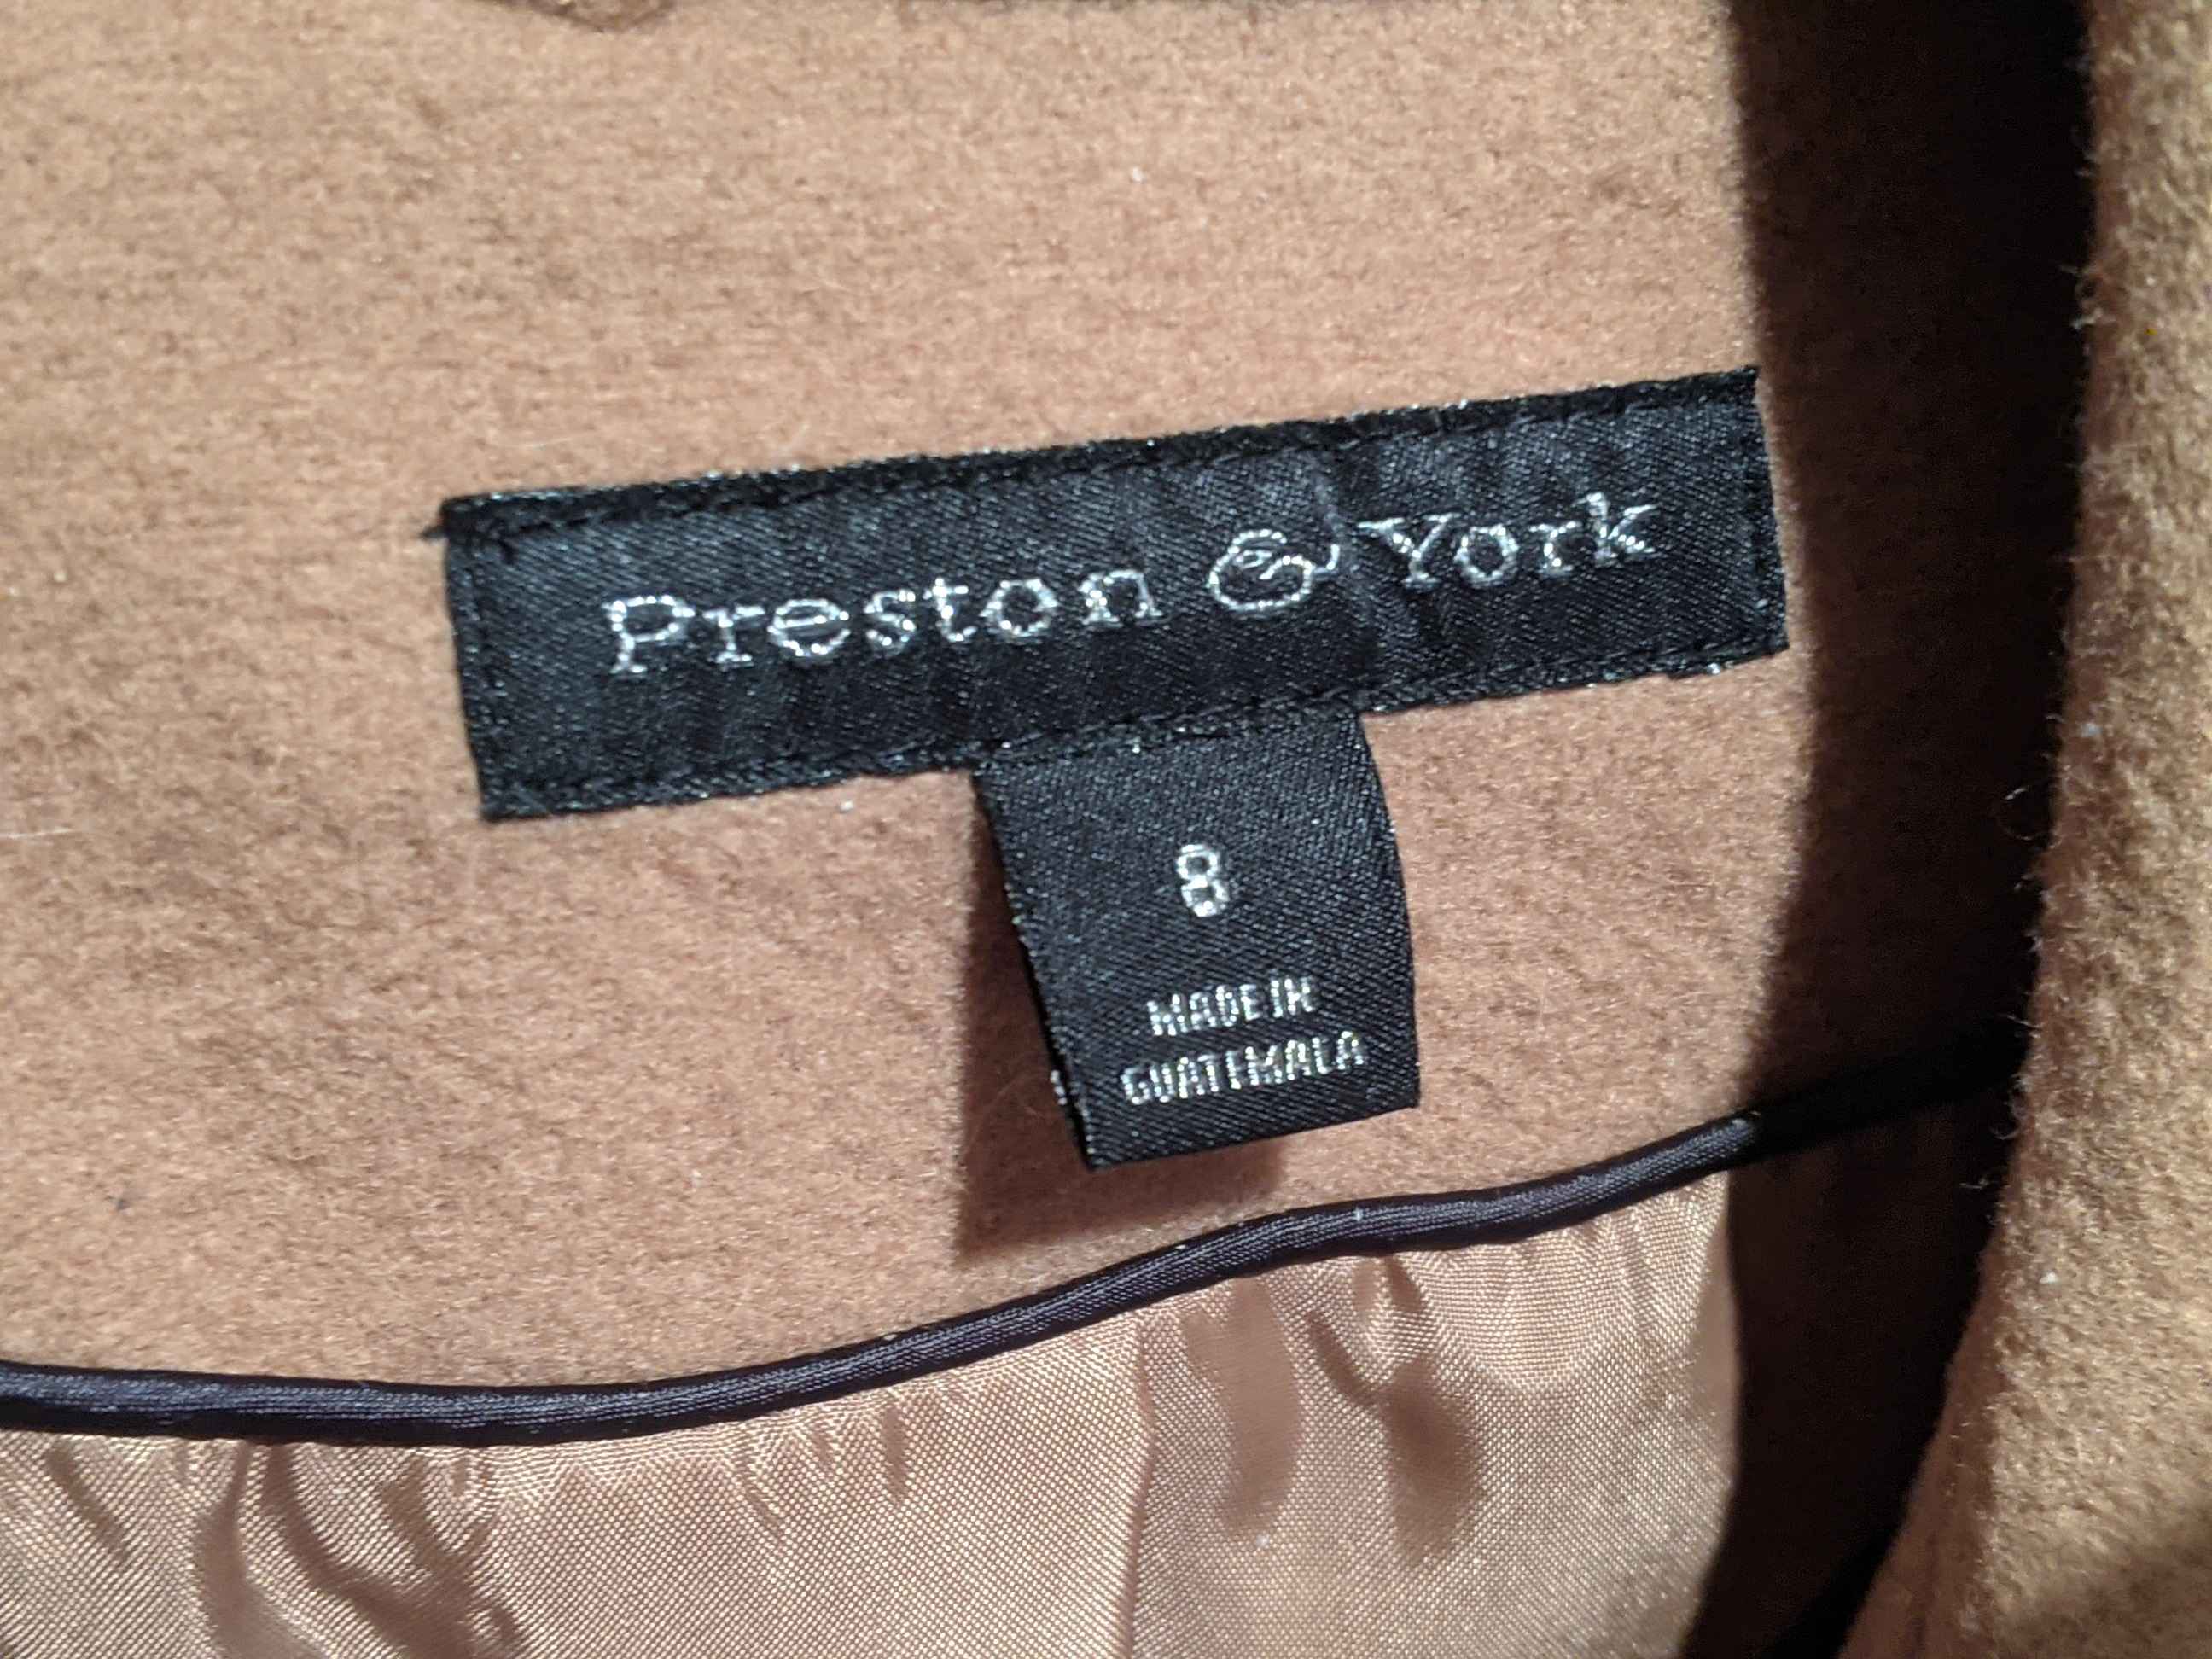 Preston & York
8
MADE IN
GUATEMALA